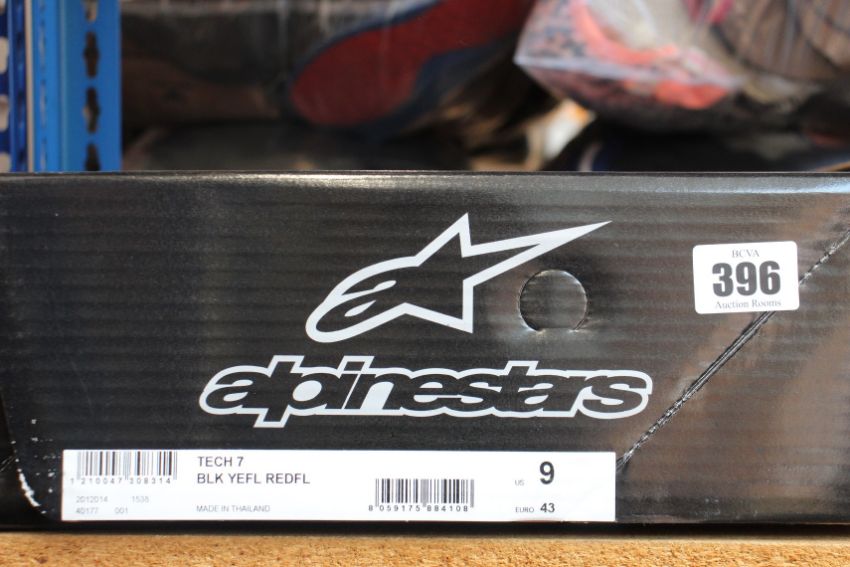 BCVA
396
Auction Rooms
alpinestars
TECH 7
BLK YEFL REDFL
US 9
1 210047 308314
2012014 1538
40177 001
MADE IN THAILAND
8 059175 884108
EURO 43